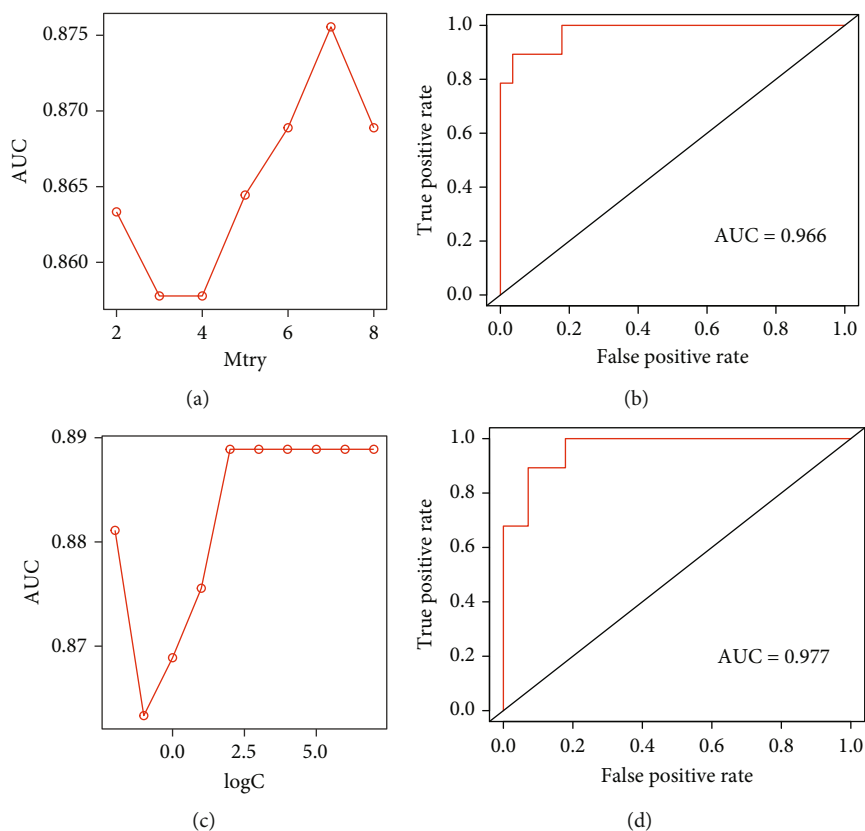 0.875
0.870
0.865
0.860
AUC
2
4
6
8
Mtry
(a)
1.0
0.8
0.6
0.4
0.2
0.0
True positive rate
AUC = 0.966
0.0
0.2
0.4
0.6
0.8
1.0
False positive rate
(b)
0.89
0.88
0.87
AUC
0.0
2.5
5.0
logC
(c)
1.0
0.8
0.6
0.4
0.2
0.0
True positive rate
AUC = 0.977
0.0
0.2
0.4
0.6
0.8
1.0
False positive rate
(d)